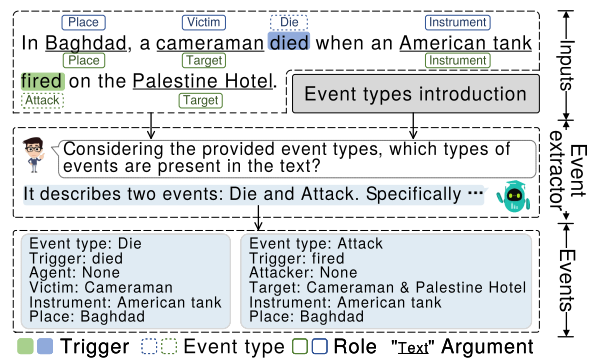 Place Victim Die Instrument
In Baghdad, a cameraman died when an American tank
Place Target Instrument
fired on the Palestine Hotel.
Attack Target
Event types introduction
Inputs
Considering the provided event types, which types of
events are present in the text?
It describes two events: Die and Attack. Specifically ···
Event
extractor
Event type: Die
Trigger: died
Agent: None
Victim: Cameraman
Instrument: American tank
Place: Baghdad
Event type: Attack
Trigger: fired
Attacker: None
Target: Cameraman & Palestine Hotel
Instrument: American tank
Place: Baghdad
Events
Trigger Event type Role "Text" Argument